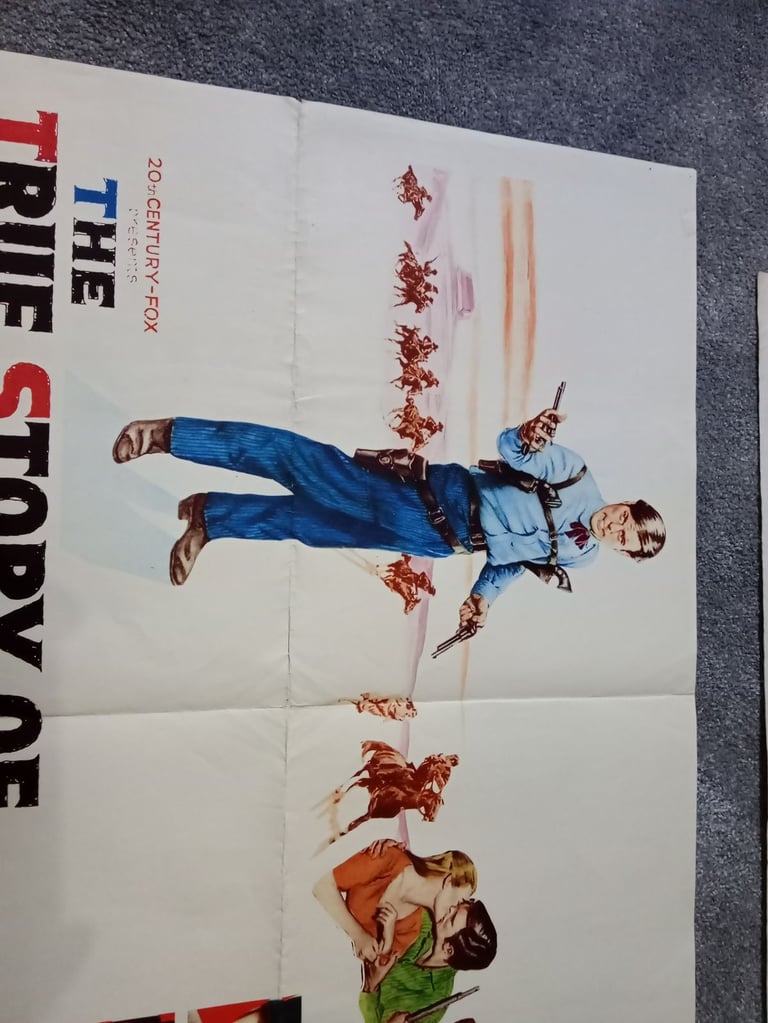 20th CENTURY-FOX
presents
THE
TRUE STORY OF